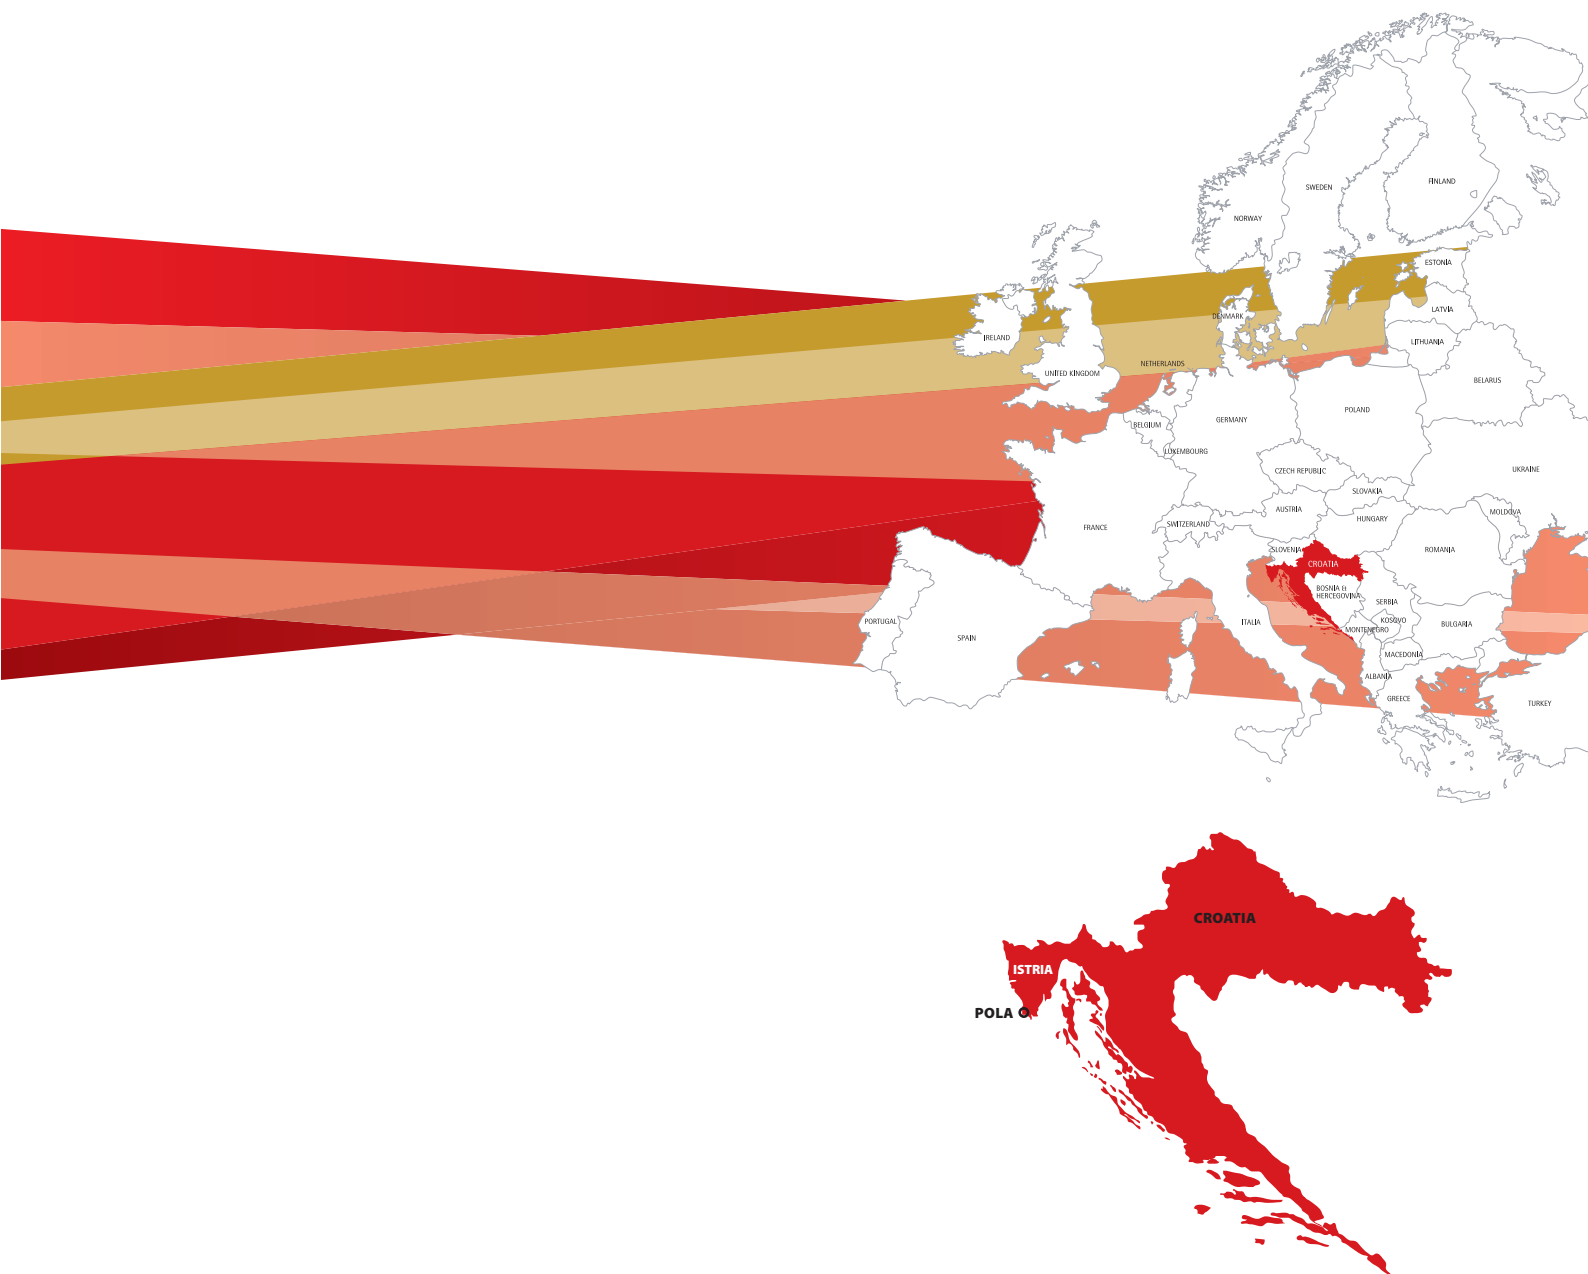 FINLAND
SWEDEN
NORWAY
ESTONIA
LATVIA
DENMARK
IRELAND
LITHUANIA
NETHERLANDS
UNITED KINGDOM
BELARUS
POLAND
GERMANY
BELGIUM
LUXEMBOURG
CZECH REPUBLIC
UKRAINE
SLOVAKIA
AUSTRIA
MOLDOVA
HUNGARY
SWITZERLAND
FRANCE
SLOVENIA
ROMANIA
CROATIA
BOSNIA &
HERCEGOVINA
SERBIA
PORTUGAL
KOSOVO
ITALIA
BULGARIA
MONTENEGRO
SPAIN
MACEDONIA
ALBANIA
GREECE
TURKEY
CROATIA
ISTRIA
POLA